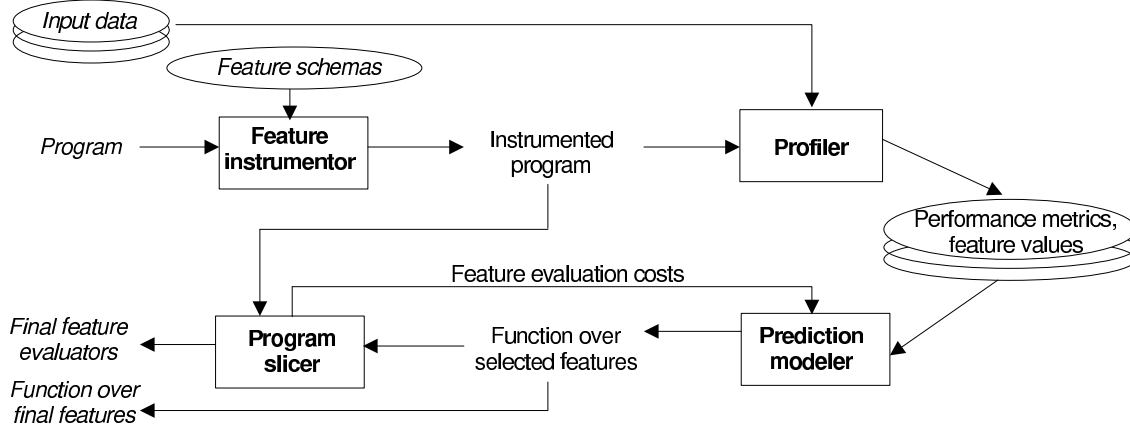 Input data
Feature schemas
Program
Feature
instrumentor
Instrumented
program
Profiler
Performance metrics,
feature values
Feature evaluation costs
Final feature
evaluators
Program
slicer
Function over
selected features
Prediction
modeler
Function over
final features